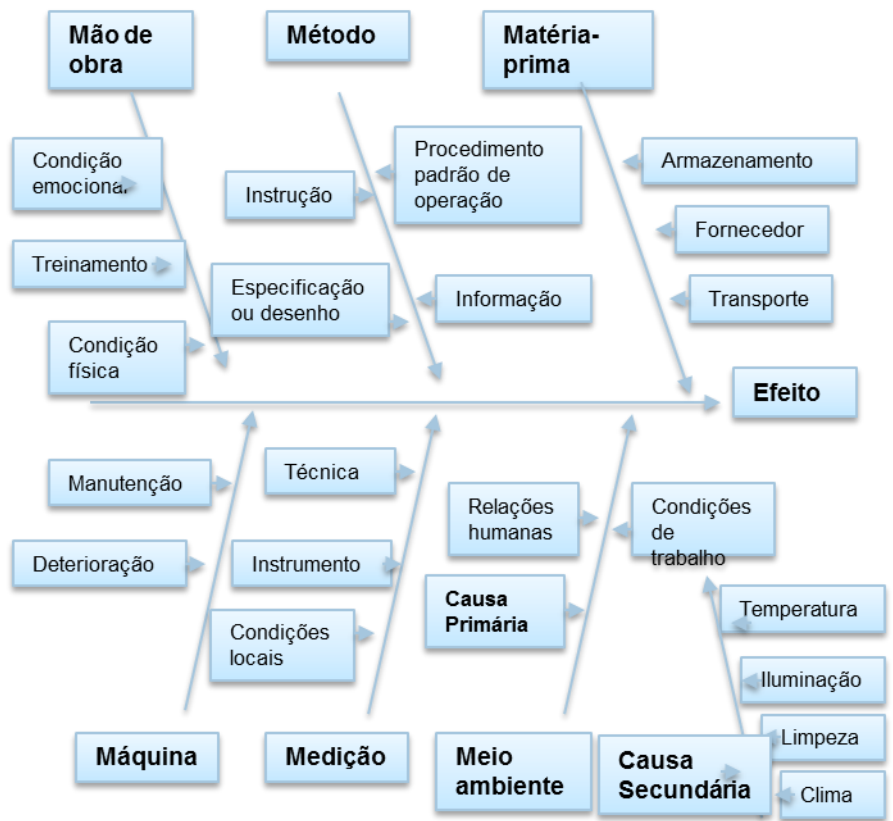 Mão de
obra
Método
Matéria-
prima
Condição
emocional
Procedimento
padrão de
operação
Armazenamento
Instrução
Fornecedor
Treinamento
Especificação
ou desenho
Informação
Transporte
Condição
física
Efeito
Manutenção
Técnica
Relações
humanas
Condições
de
trabalho
Deterioração
Instrumento
Causa
Primária
Temperatura
Condições
locais
Iluminação
Limpeza
Máquina
Medição
Meio
ambiente
Causa
Secundária
Clima